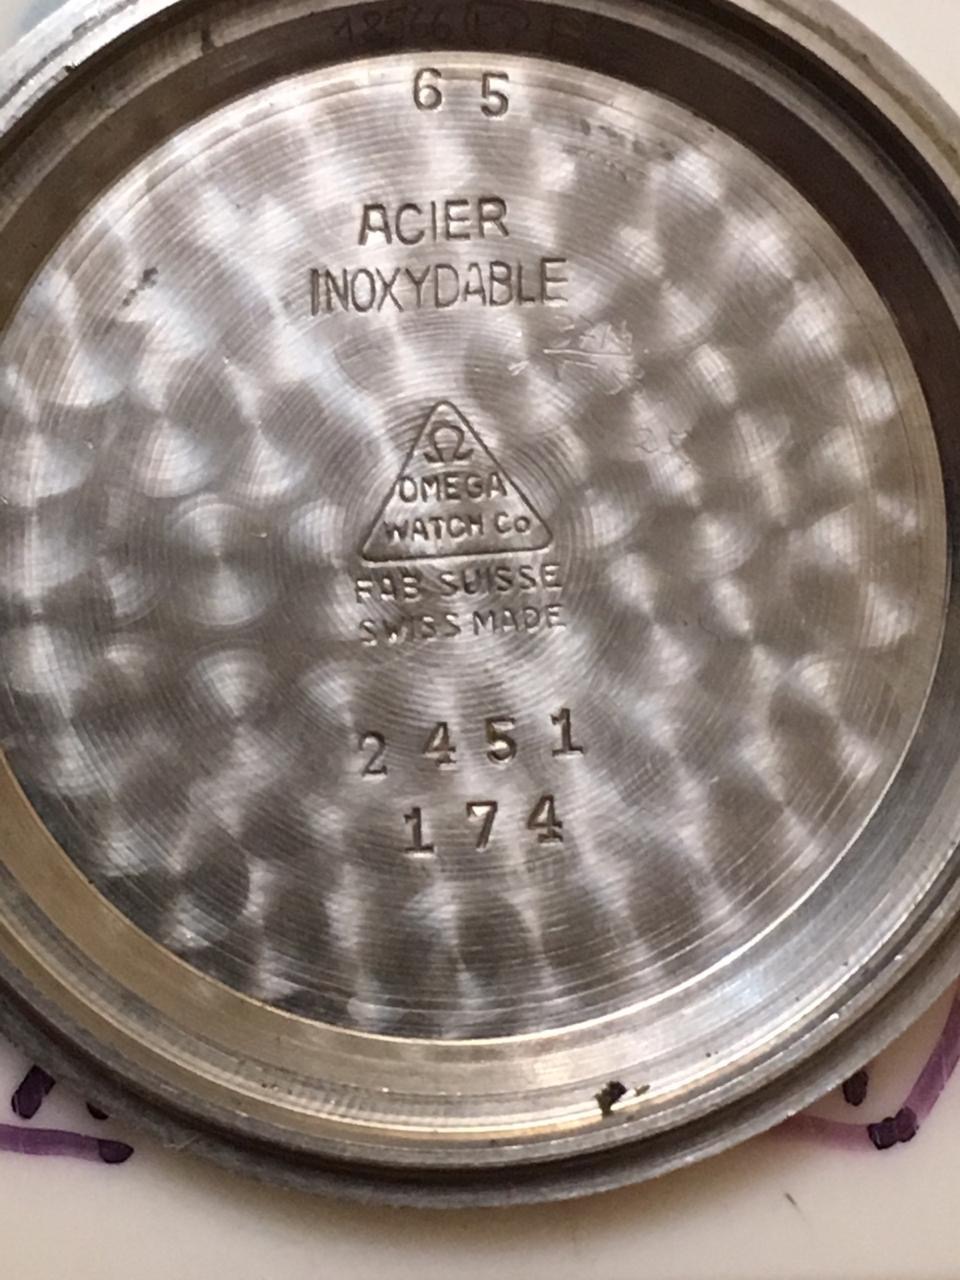 6 5
ACIER
INOXYDABLE
Ω
OMEGA
WATCH Co
FAB SUISSE
SWISS MADE
2451
174